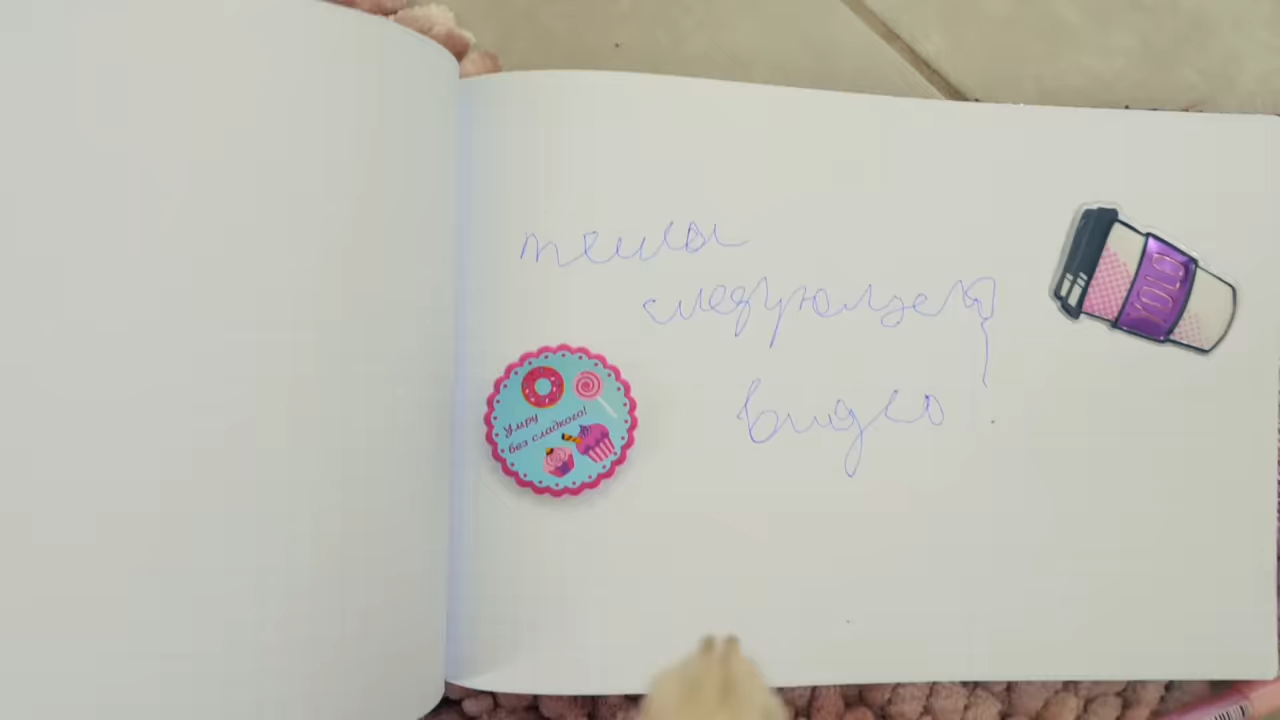 темы
следующего
видео
Умру
без сладкого!
YOLO